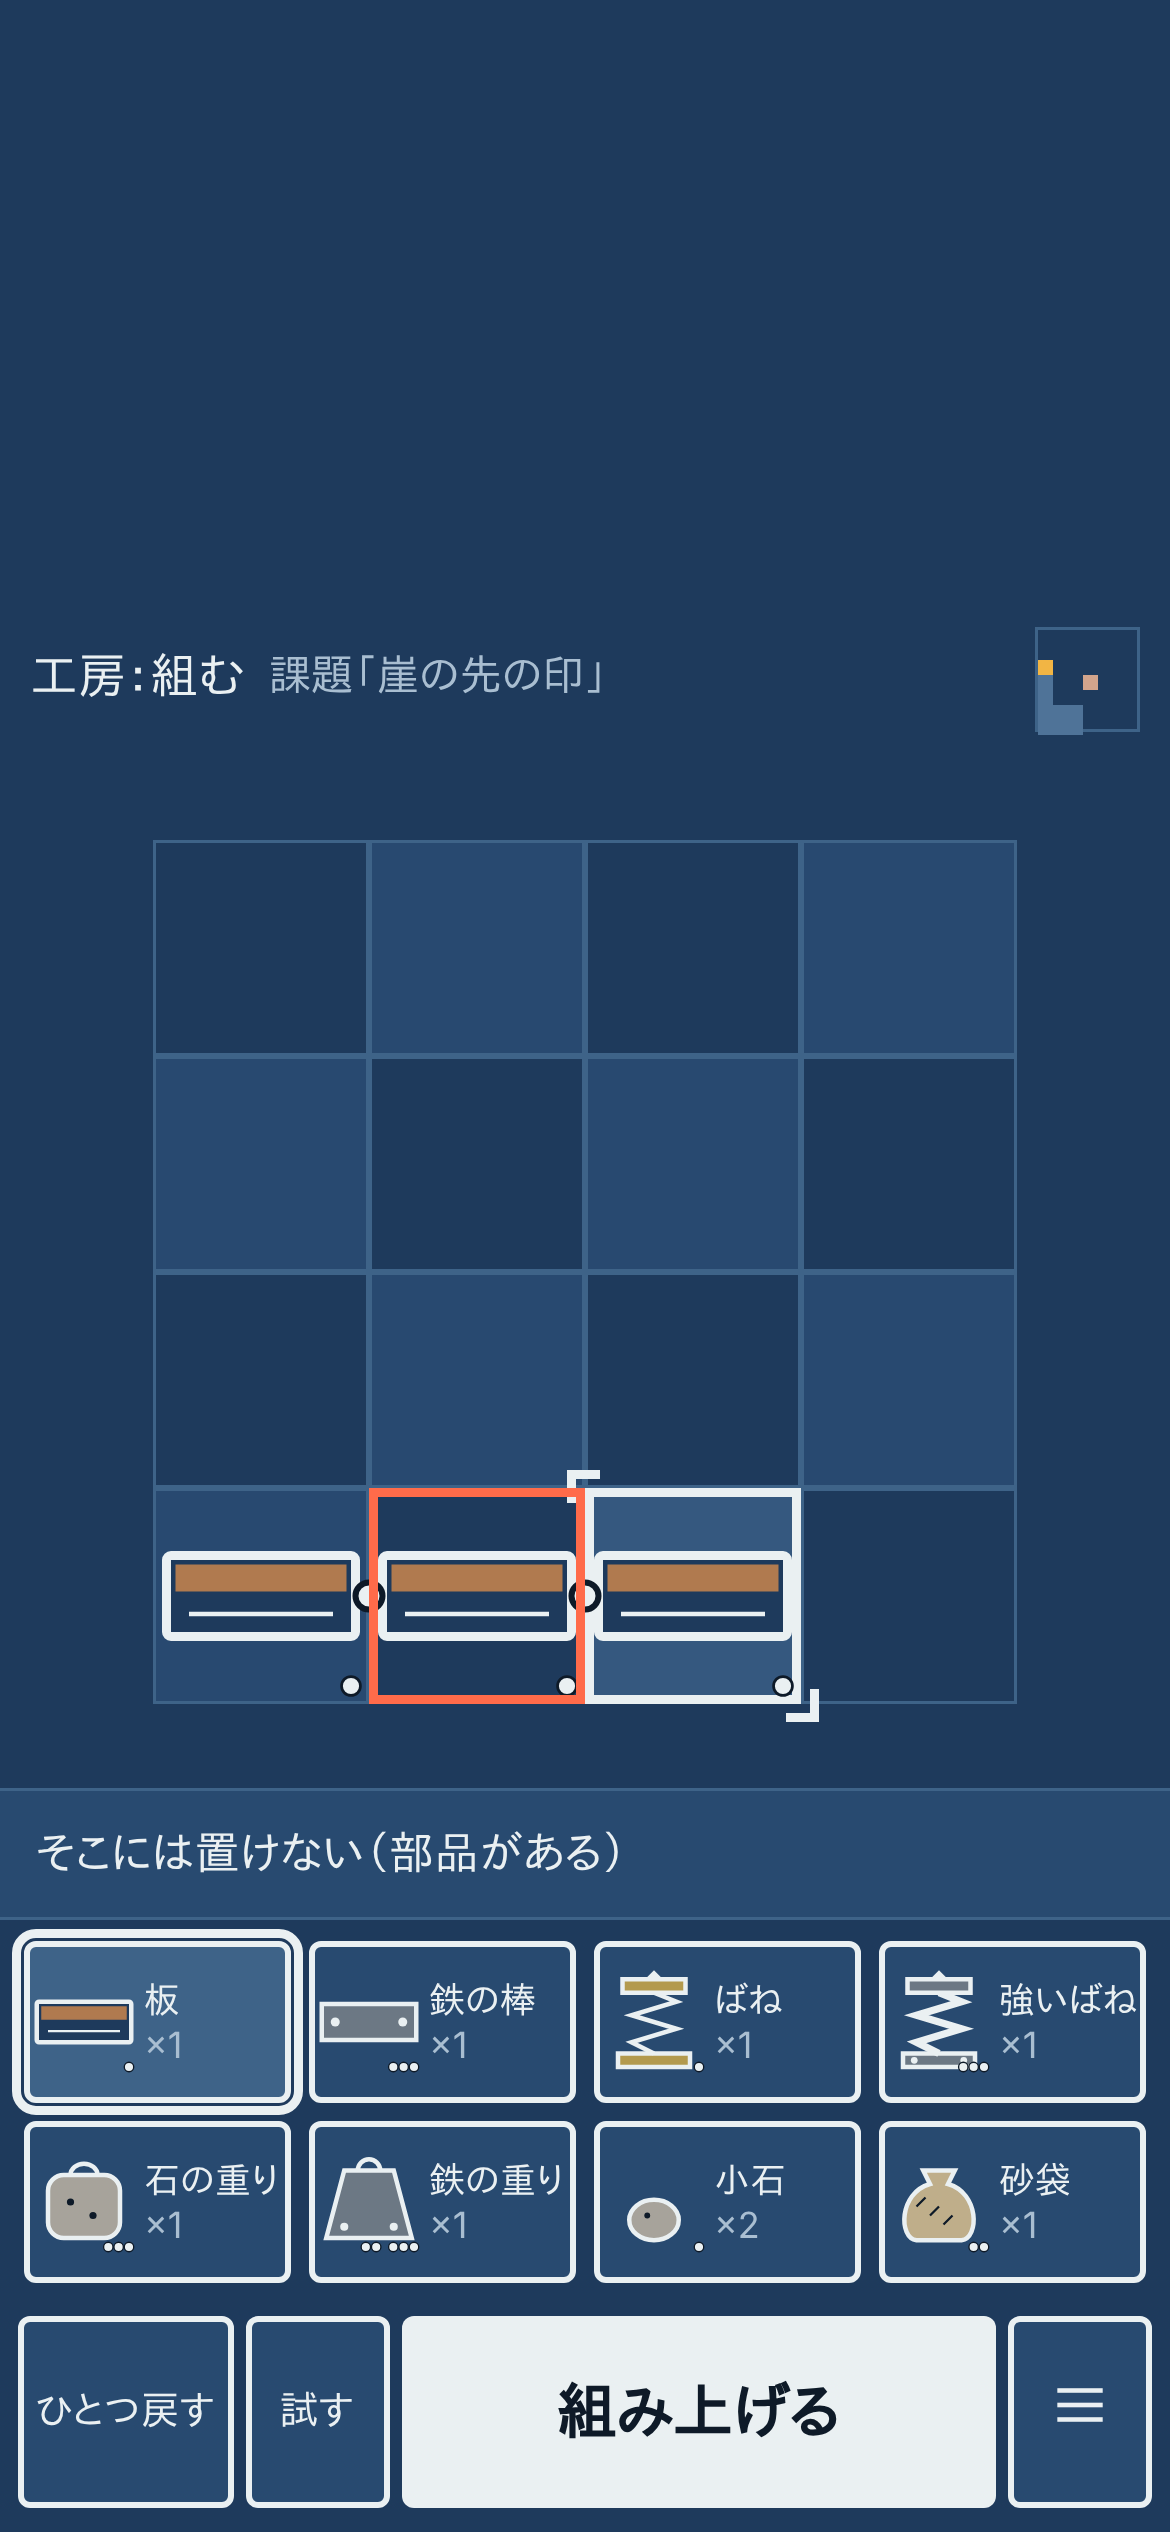 工房:組む 課題「崖の先の印」
そこには置けない(部品がある)
板 ×1
鉄の棒 ×1
ばね ×1
強いばね ×1
石の重り ×1
鉄の重り ×1
小石 ×2
砂袋 ×1
ひとつ戻す
試す
組み上げる